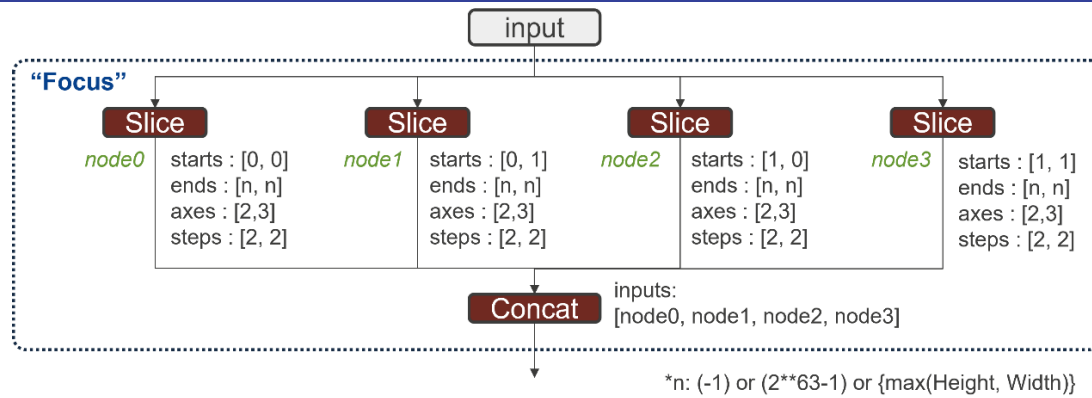 input
“Focus”
Slice
Slice
Slice
Slice
node0
starts : [0, 0]
ends : [n, n]
axes : [2,3]
steps : [2, 2]
node1
starts : [0, 1]
ends : [n, n]
axes : [2,3]
steps : [2, 2]
node2
starts : [1, 0]
ends : [n, n]
axes : [2,3]
steps : [2, 2]
node3
starts : [1, 1]
ends : [n, n]
axes : [2,3]
steps : [2, 2]
Concat
inputs:
[node0, node1, node2, node3]
*n: (-1) or (2**63-1) or {max(Height, Width)}